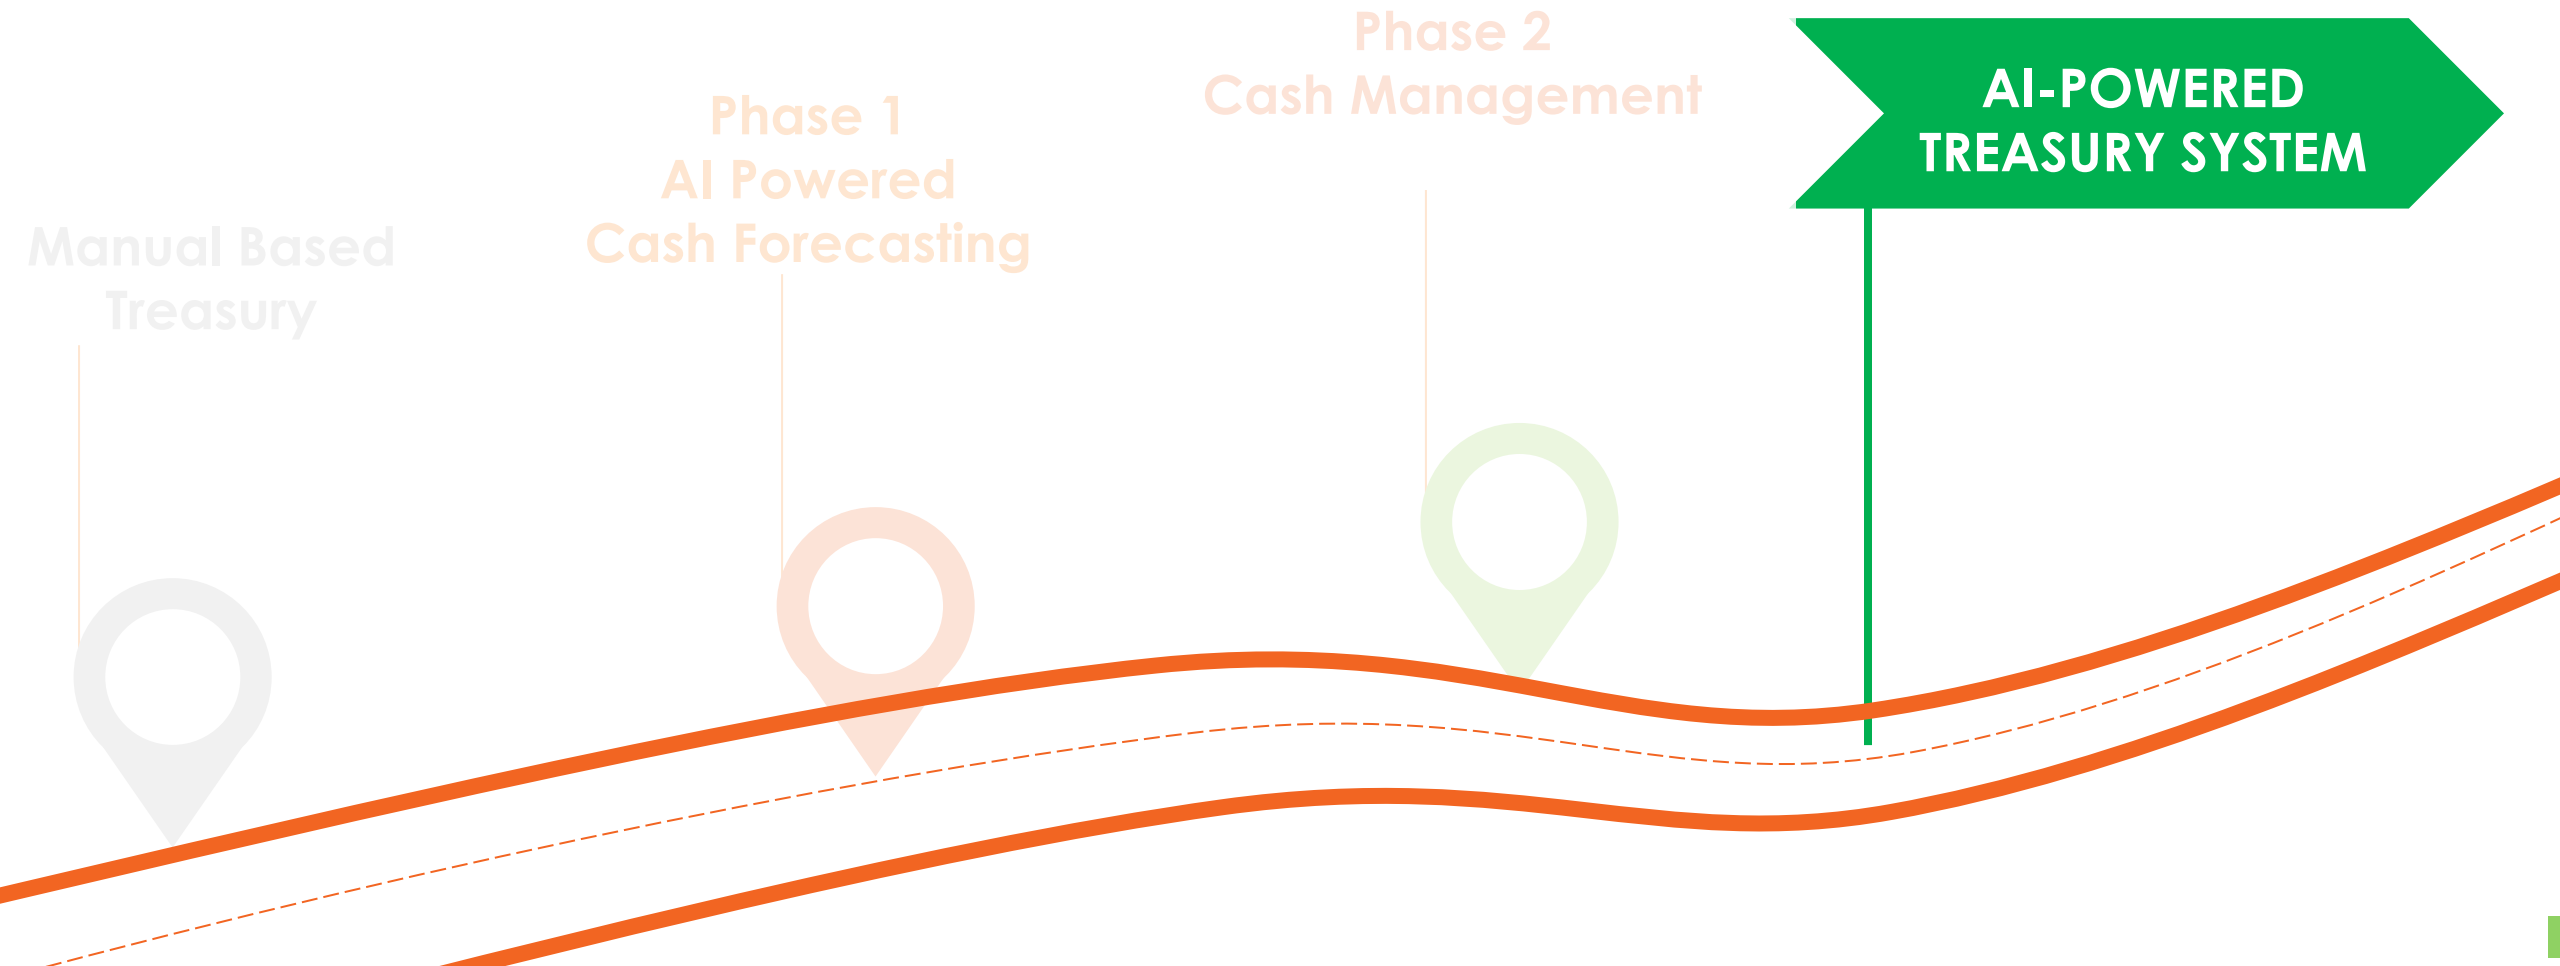 Manual Based
Treasury
Phase 1
AI Powered
Cash Forecasting
Phase 2
Cash Management
AI-POWERED
TREASURY SYSTEM